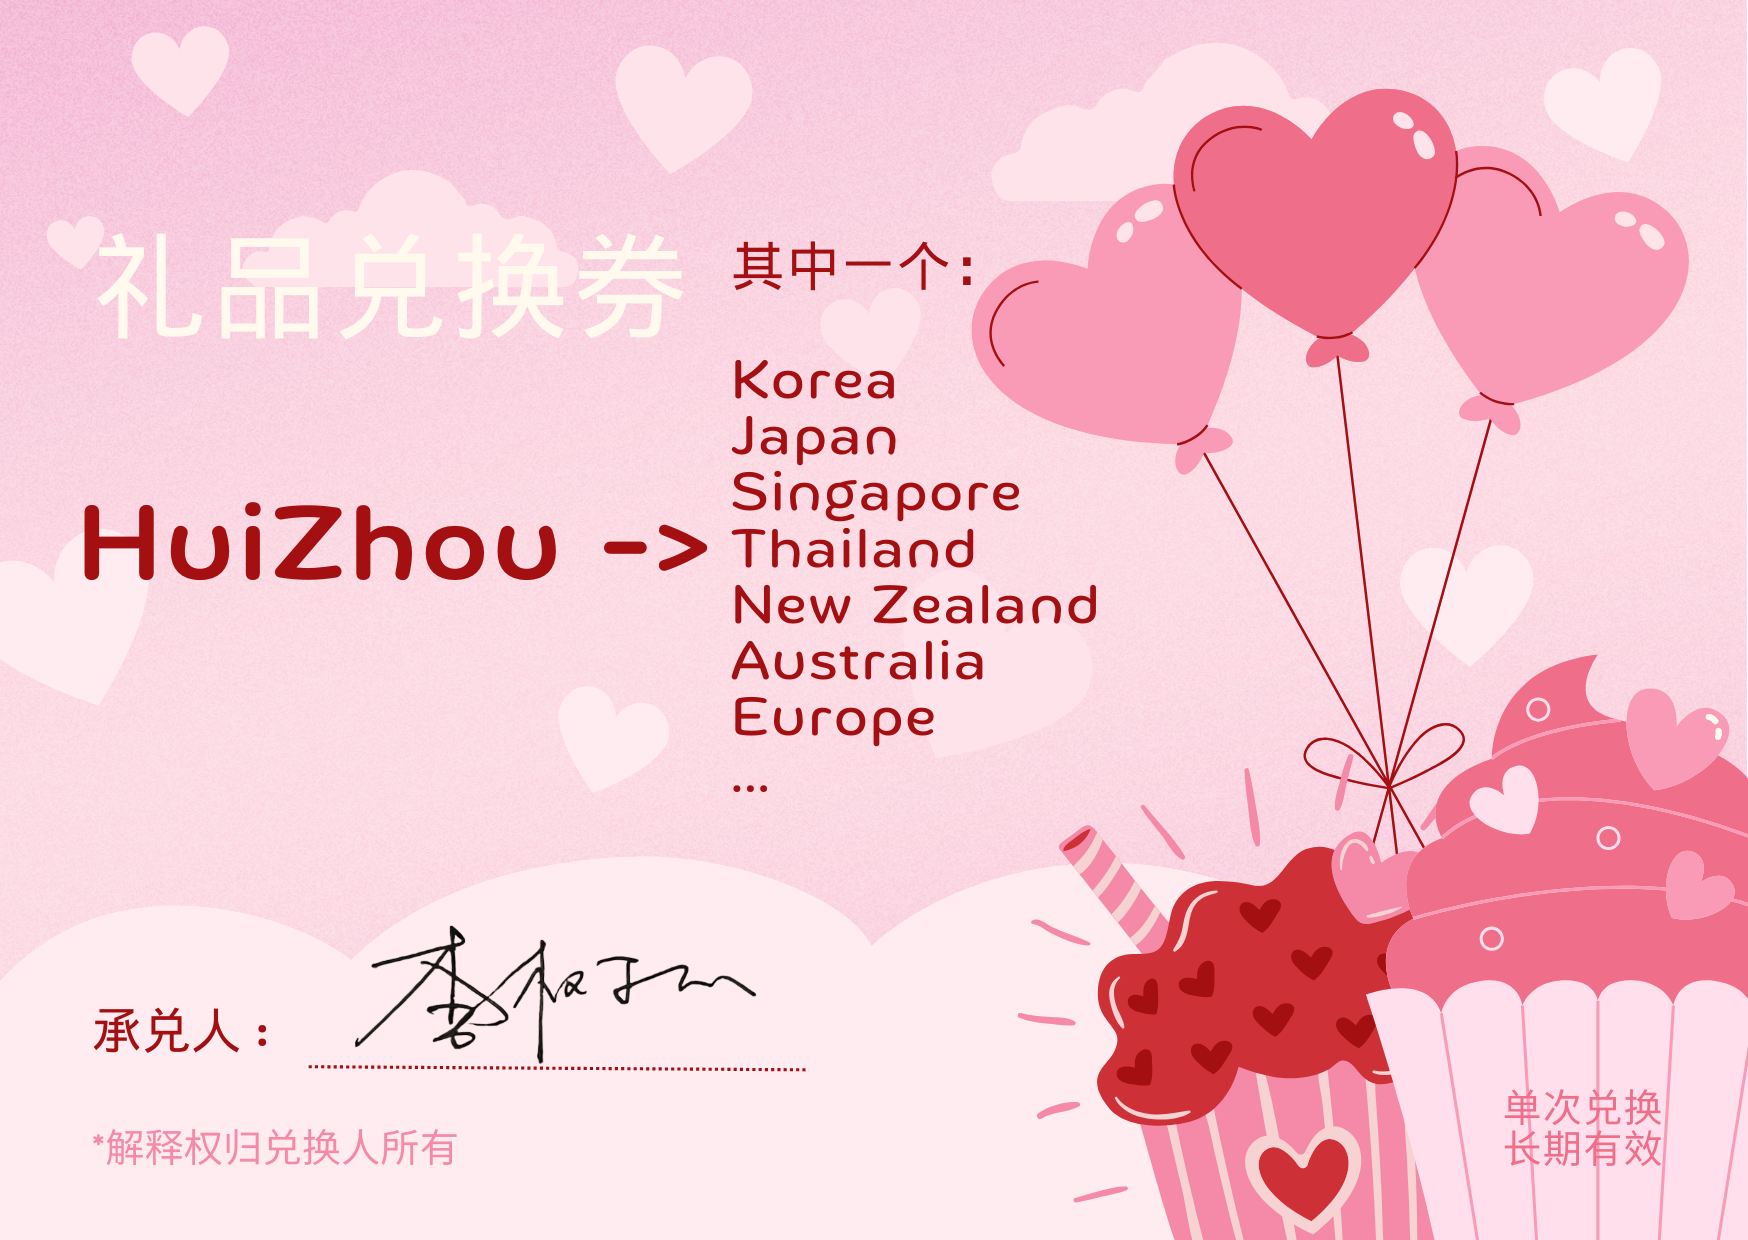 礼品兑换券
HuiZhou ->
其中一个:
Korea
Japan
Singapore
Thailand
New Zealand
Australia
Europe
...
承兑人:
*解释权归兑换人所有
单次兑换
长期有效